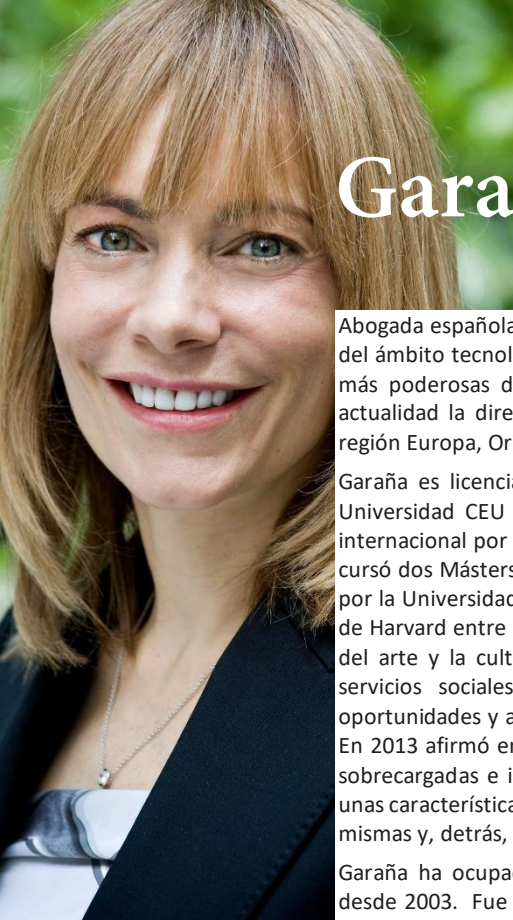 Gara
Abogada española
del ámbito tecnol
más poderosas d
actualidad la dire
región Europa, Or
Garaña es licencia
Universidad CEU
internacional por
cursó dos Másters
por la Universidad
de Harvard entre
del arte y la cult
servicios sociales
oportunidades y a
En 2013 afirmó en
sobrecargadas e i
unas característica
mismas y, detrás,
Garaña ha ocupad
desde 2003. Fue